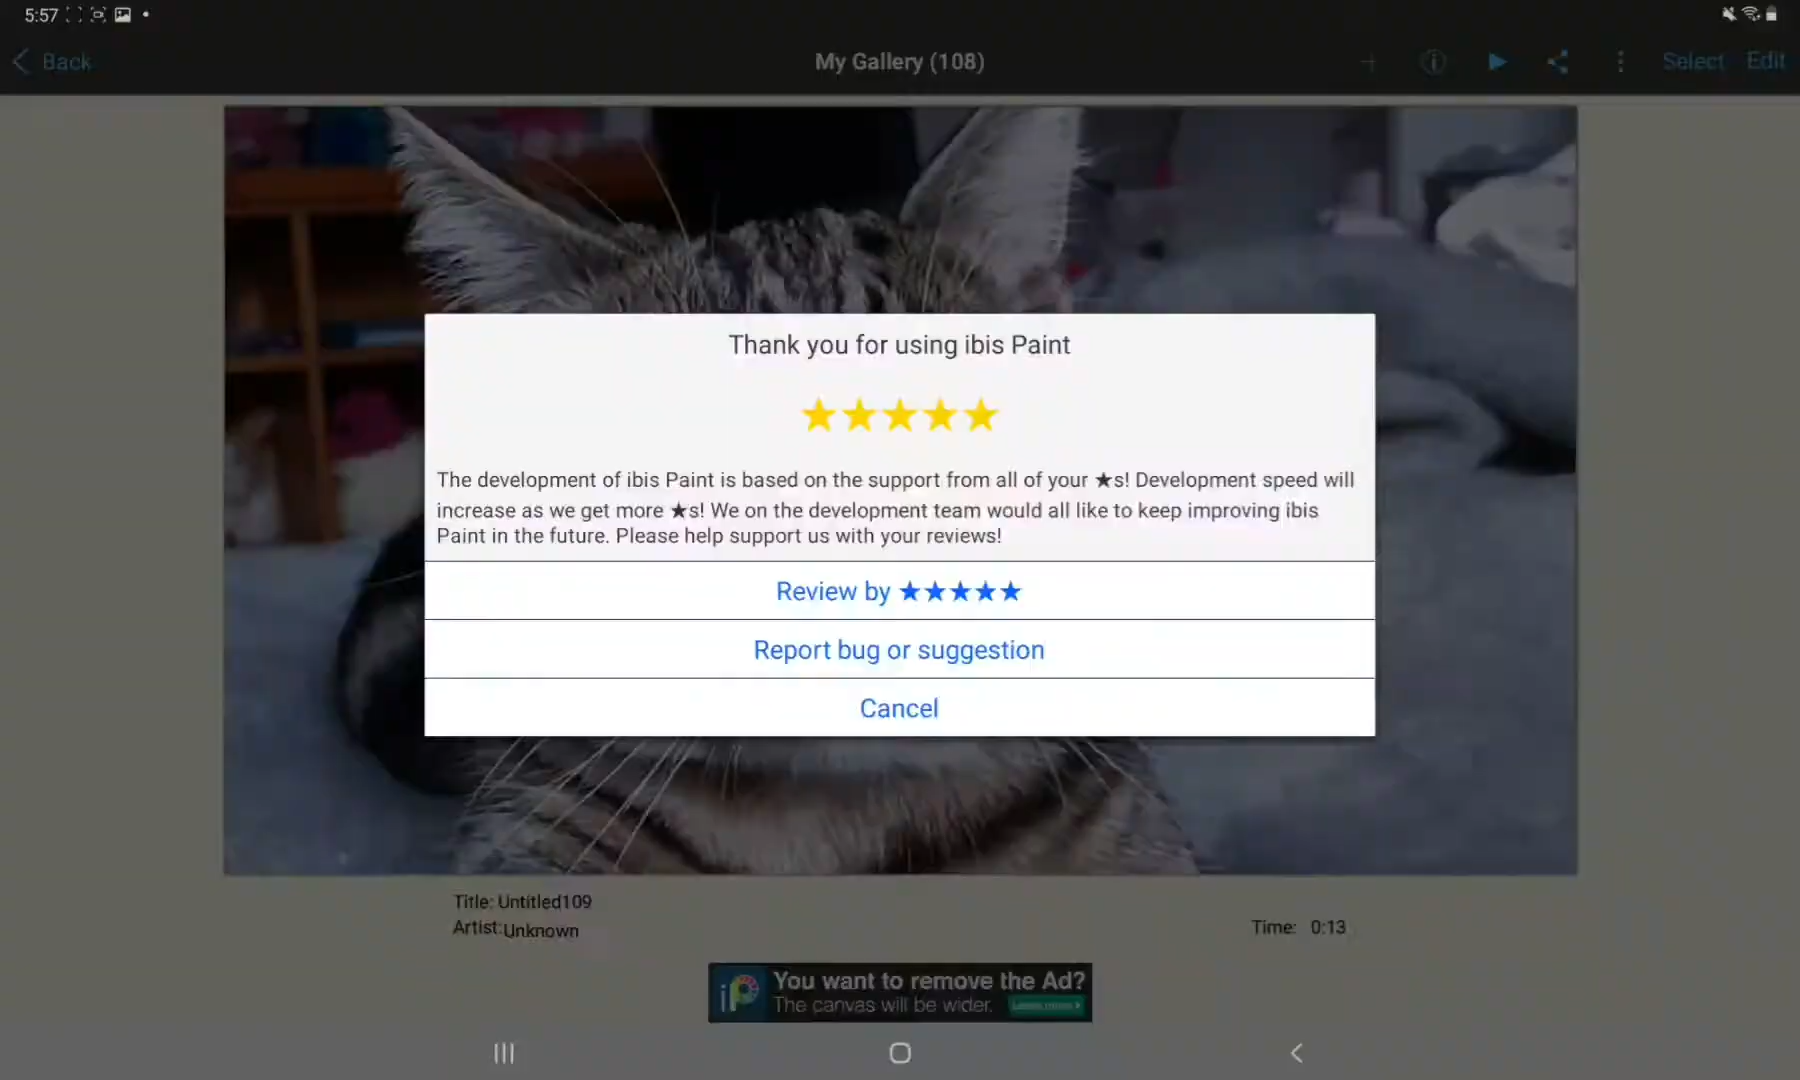 5:57
Back
My Gallery (108)
Select
Edit
Thank you for using ibis Paint
★★★★★
The development of ibis Paint is based on the support from all of your ★s! Development speed will
increase as we get more ★s! We on the development team would all like to keep improving ibis
Paint in the future. Please help support us with your reviews!
Review by ★★★★★
Report bug or suggestion
Cancel
Title: Untitled109
Artist: Unknown
Time: 0:13
iP
You want to remove the Ad?
The canvas will be wider.
Learn more